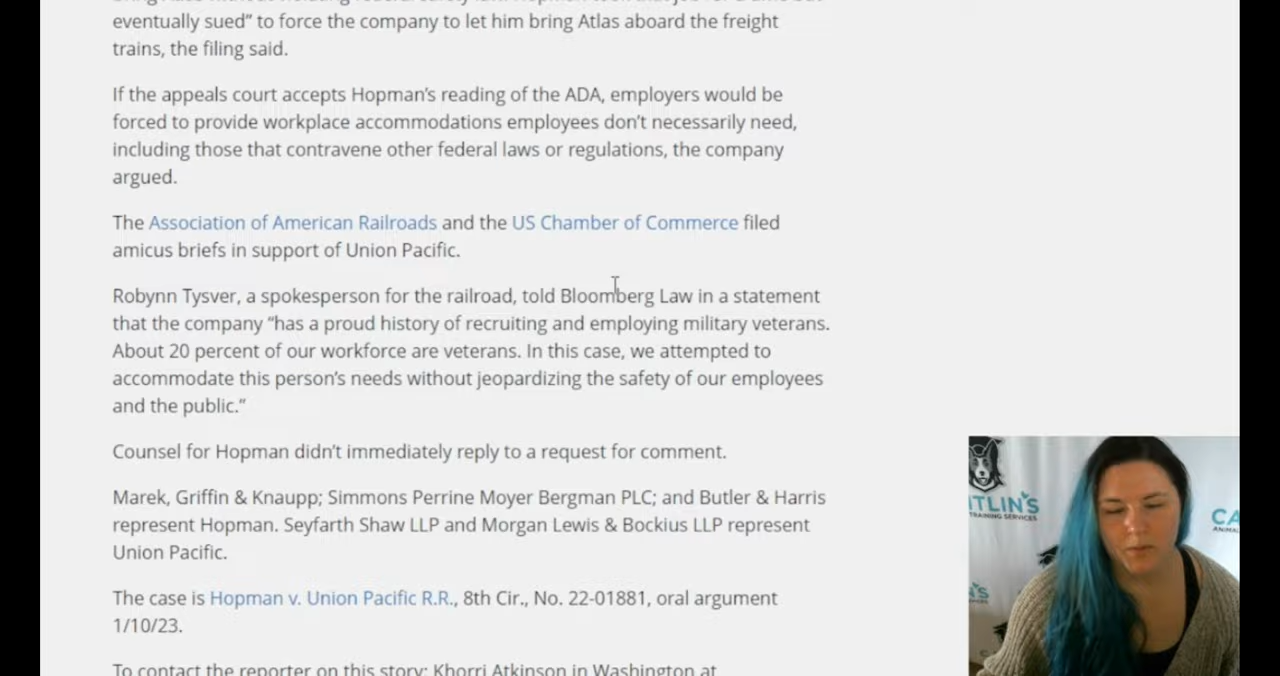 eventually sued” to force the company to let him bring Atlas aboard the freight
trains, the filing said.
If the appeals court accepts Hopman’s reading of the ADA, employers would be
forced to provide workplace accommodations employees don’t necessarily need,
including those that contravene other federal laws or regulations, the company
argued.
The Association of American Railroads and the US Chamber of Commerce filed
amicus briefs in support of Union Pacific.
Robynn Tysver, a spokesperson for the railroad, told Bloomberg Law in a statement
that the company “has a proud history of recruiting and employing military veterans.
About 20 percent of our workforce are veterans. In this case, we attempted to
accommodate this person’s needs without jeopardizing the safety of our employees
and the public.”
Counsel for Hopman didn’t immediately reply to a request for comment.
Marek, Griffin & Knaupp; Simmons Perrine Moyer Bergman PLC; and Butler & Harris
represent Hopman. Seyfarth Shaw LLP and Morgan Lewis & Bockius LLP represent
Union Pacific.
The case is Hopman v. Union Pacific R.R., 8th Cir., No. 22-01881, oral argument
1/10/23.
To contact the reporter on this story: Khorri Atkinson in Washington at
ITLIN'S
TRAINING SERVICES
CA
ANIMAL